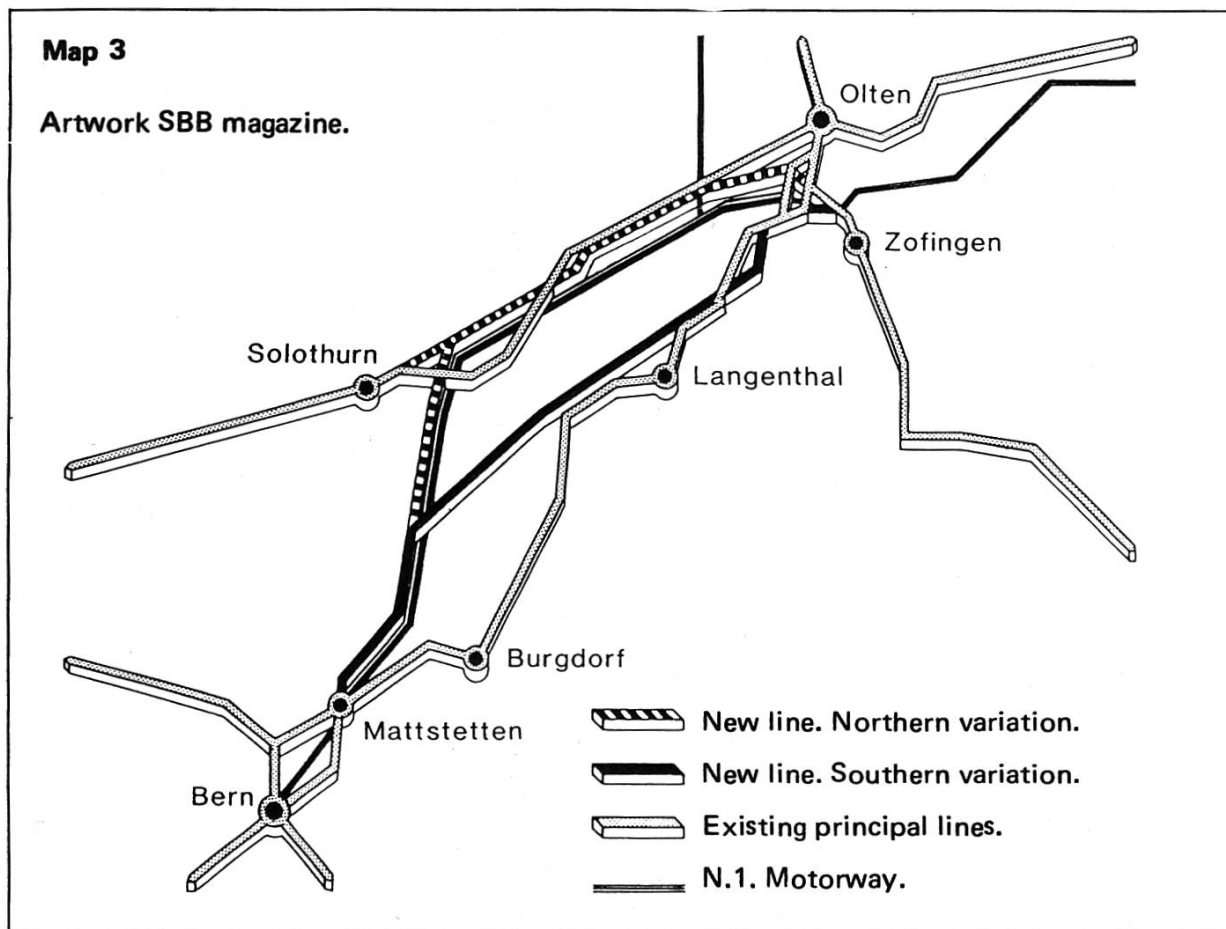 Map 3
Artwork SBB magazine.
Olten
Zofingen
Solothurn
Langenthal
Burgdorf
Mattstetten
Bern
New line. Northern variation.
New line. Southern variation.
Existing principal lines.
N.1. Motorway.